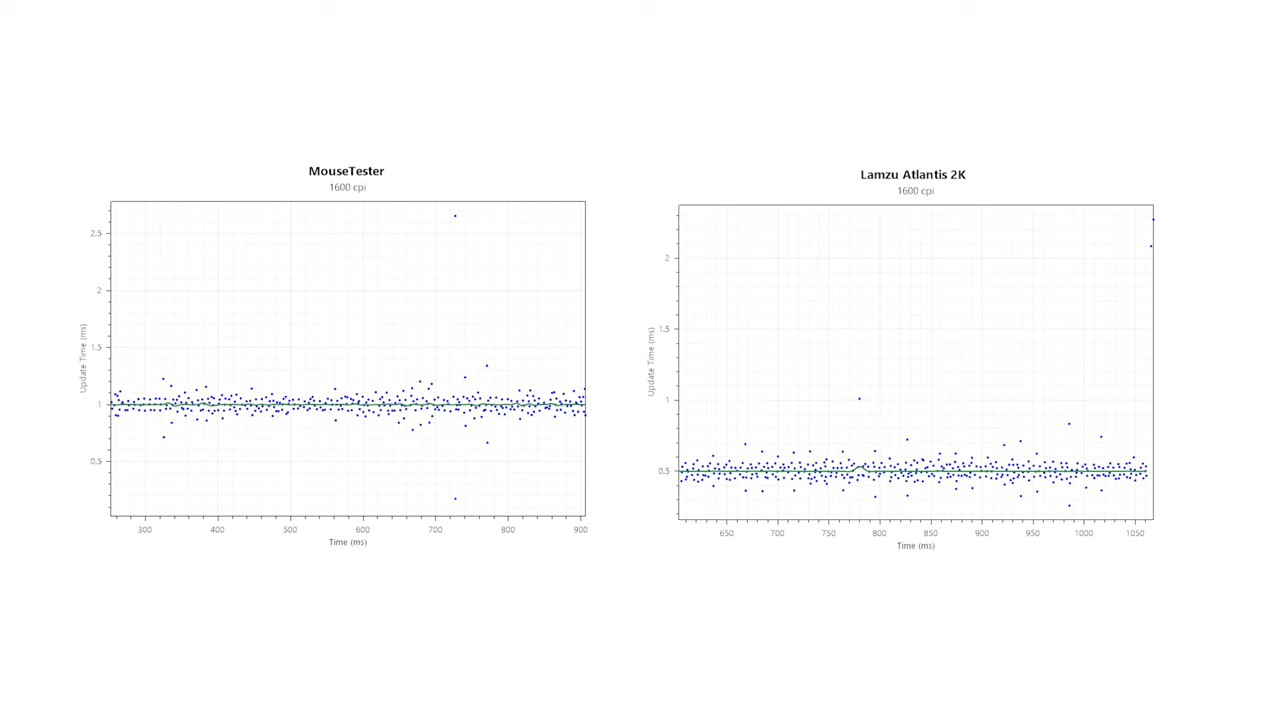 MouseTester
1600 cpi
2.5
2
1.5
1
0.5
Update Time (ms)
300 400 500 600 700 800 900
Time (ms)
Lamzu Atlantis 2K
1600 cpi
2
1.5
1
0.5
Update Time (ms)
650 700 750 800 850 900 950 1000 1050
Time (ms)